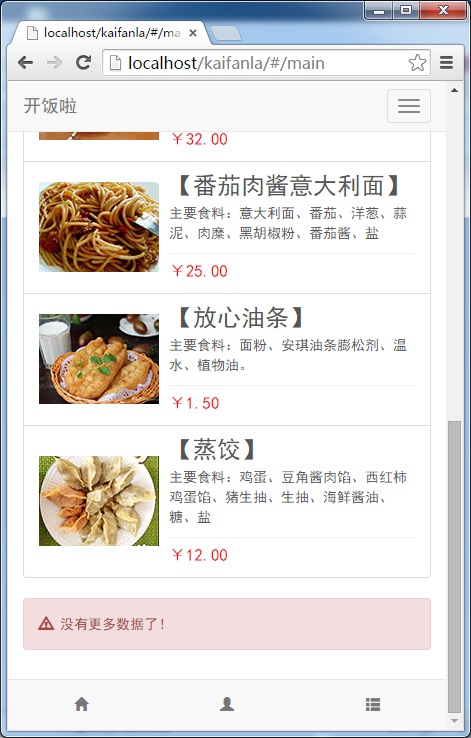 localhost/kaifanla/#/ma
localhost/kaifanla/#/main
开饭啦
￥32.00
【番茄肉酱意大利面】
主要食料：意大利面、番茄、洋葱、蒜
泥、肉糜、黑胡椒粉、番茄酱、盐
￥25.00
【放心油条】
主要食料：面粉、安琪油条膨松剂、温
水、植物油。
￥1.50
【蒸饺】
主要食料：鸡蛋、豆角酱肉馅、西红柿
鸡蛋馅、猪生抽、生抽、海鲜酱油、
糖、盐
￥12.00
没有更多数据了!